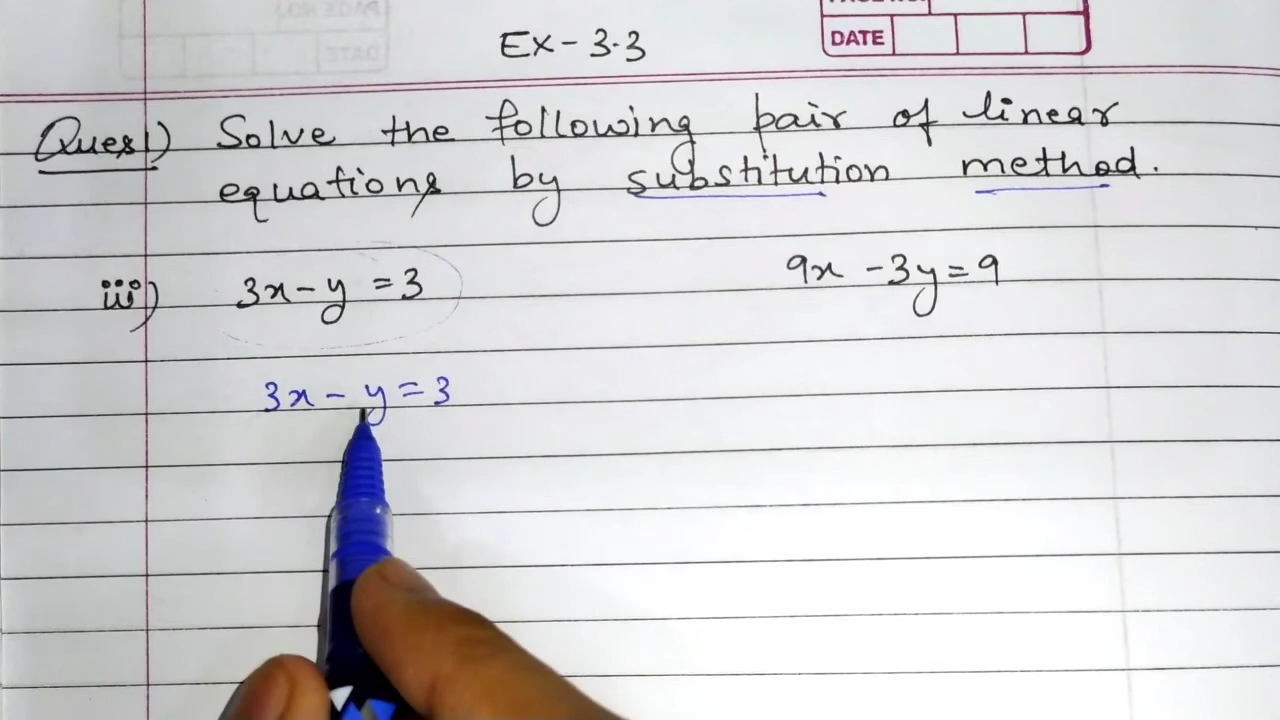 DATE
Ex - 3.3
Ques1) Solve the following pair of linear
equations by substitution method.
iii) 3x - y = 3 9x - 3y = 9
3x - y = 3